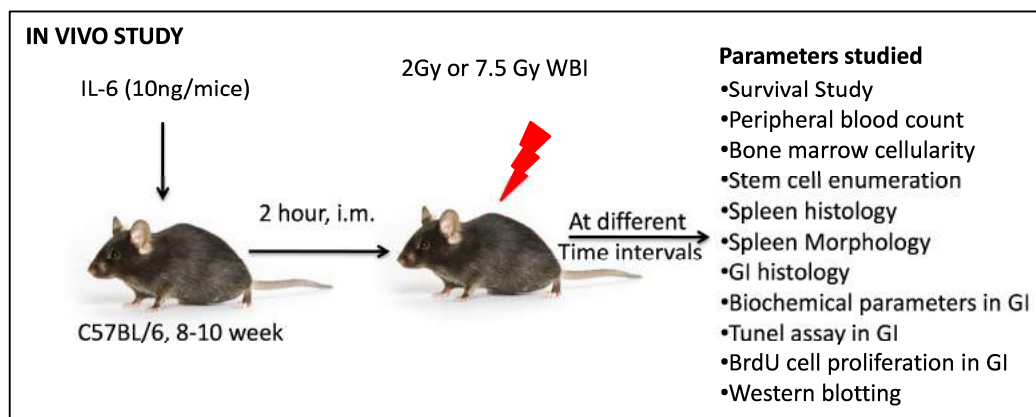 IN VIVO STUDY
IL-6 (10ng/mice)
C57BL/6, 8-10 week
2 hour, i.m.
2Gy or 7.5 Gy WBI
At different
Time intervals
Parameters studied
•Survival Study
•Peripheral blood count
•Bone marrow cellularity
•Stem cell enumeration
•Spleen histology
•Spleen Morphology
•GI histology
•Biochemical parameters in GI
•Tunel assay in GI
•BrdU cell proliferation in GI
•Western blotting